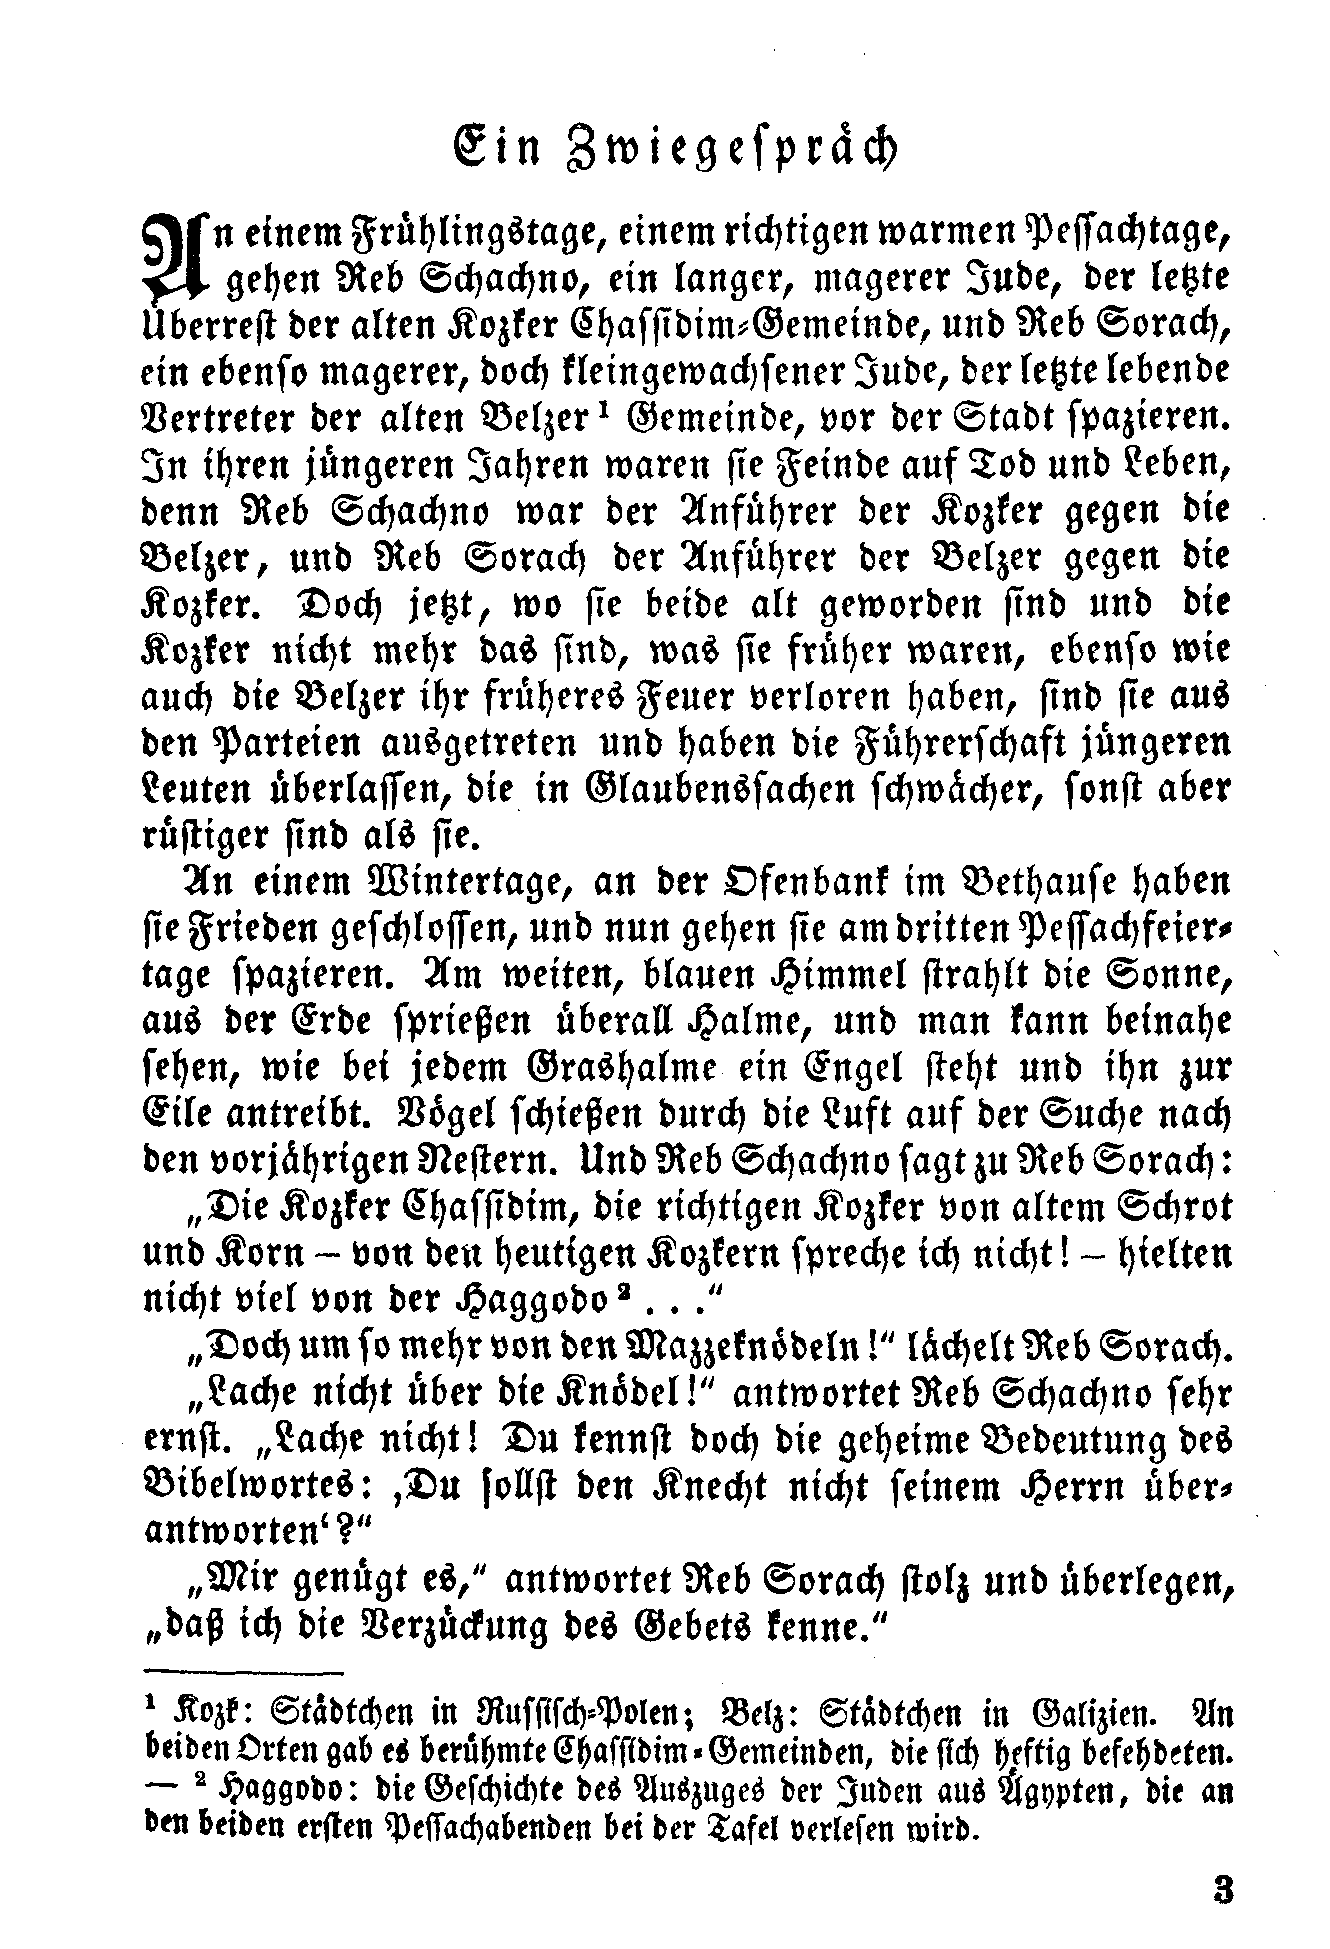 Ein Zwiegespräch
An einem Frühlingstage, einem richtigen warmen Pessachtage,
gehen Reb Schachno, ein langer, magerer Jude, der letzte
Überrest der alten Kozker Chassidim-Gemeinde, und Reb Sorach,
ein ebenso magerer, doch kleingewachsener Jude, der letzte lebende
Vertreter der alten Belzer¹ Gemeinde, vor der Stadt spazieren.
In ihren jüngeren Jahren waren sie Feinde auf Tod und Leben,
denn Reb Schachno war der Anführer der Kozker gegen die
Belzer, und Reb Sorach der Anführer der Belzer gegen die
Kozker. Doch jetzt, wo sie beide alt geworden sind und die
Kozker nicht mehr das sind, was sie früher waren, ebenso wie
auch die Belzer ihr früheres Feuer verloren haben, sind sie aus
den Parteien ausgetreten und haben die Führerschaft jüngeren
Leuten überlassen, die in Glaubenssachen schwächer, sonst aber
rüstiger sind als sie.
An einem Wintertage, an der Ofenbank im Bethause haben
sie Frieden geschlossen, und nun gehen sie am dritten Pessachfeier-
tage spazieren. Am weiten, blauen Himmel strahlt die Sonne,
aus der Erde sprießen überall Halme, und man kann beinahe
sehen, wie bei jedem Grashalme ein Engel steht und ihn zur
Eile antreibt. Vögel schießen durch die Luft auf der Suche nach
den vorjährigen Nestern. Und Reb Schachno sagt zu Reb Sorach:
„Die Kozker Chassidim, die richtigen Kozker von altem Schrot
und Korn – von den heutigen Kozkern spreche ich nicht! – hielten
nicht viel von der Haggodo² . . .“
„Doch um so mehr von den Mazzeknödeln!“ lächelt Reb Sorach.
„Lache nicht über die Knödel!“ antwortet Reb Schachno sehr
ernst. „Lache nicht! Du kennst doch die geheime Bedeutung des
Bibelwortes: ‚Du sollst den Knecht nicht seinem Herrn über-
antworten‘?“
„Mir genügt es,“ antwortet Reb Sorach stolz und überlegen,
„daß ich die Verzückung des Gebets kenne.“
¹ Kozk: Städtchen in Russisch-Polen; Belz: Städtchen in Galizien. An
beiden Orten gab es berühmte Chassidim-Gemeinden, die sich heftig befehdeten.
— ² Haggodo: die Geschichte des Auszuges der Juden aus Ägypten, die an
den beiden ersten Pessachabenden bei der Tafel verlesen wird.
3